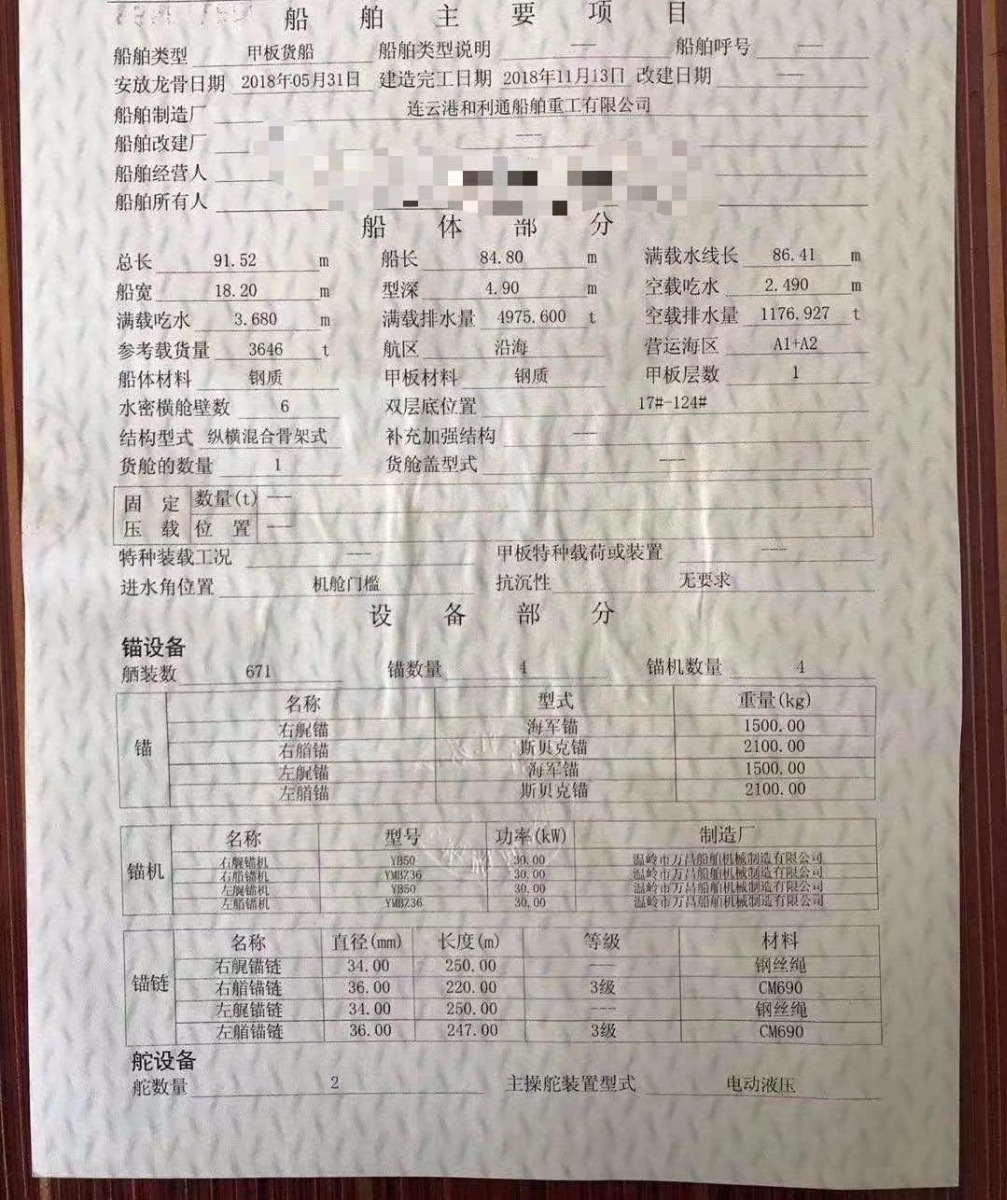 船舶主要项目
船舶类型 甲板货船 船舶类型说明 --- 船舶呼号 ---
安放龙骨日期 2018年05月31日 建造完工日期 2018年11月13日 改建日期 ---
船舶制造厂 连云港和利通船舶重工有限公司
船舶改建厂 ---
船舶经营人
船舶所有人
船体部分
总长 91.52 m 船长 84.80 m 满载水线长 86.41 m
船宽 18.20 m 型深 4.90 m 空载吃水 2.490 m
满载吃水 3.680 m 满载排水量 4975.600 t 空载排水量 1176.927 t
参考载货量 3646 t 航区 沿海 营运海区 A1+A2
船体材料 钢质 甲板材料 钢质 甲板层数 1
水密横舱壁数 6 双层底位置 17#-124#
结构型式 纵横混合骨架式 补充加强结构 ---
货舱的数量 1 货舱盖型式 ---
固定 数量(t) ---
压载 位置 ---
特种装载工况 --- 甲板特种载荷或装置 ---
进水角位置 机舱门槛 抗沉性 无要求
设备部分
锚设备
舾装数 671 锚数量 4 锚机数量 4
名称 型式 重量(kg)
锚
右艉锚 海军锚 1500.00
右艏锚 斯贝克锚 2100.00
左艉锚 海军锚 1500.00
左艏锚 斯贝克锚 2100.00
名称 型号 功率(kW) 制造厂
锚机
右艉锚机 YB50 30.00 温岭市万昌船舶机械制造有限公司
右艏锚机 YMBZ36 30.00 温岭市万昌船舶机械制造有限公司
左艉锚机 YB50 30.00 温岭市万昌船舶机械制造有限公司
左艏锚机 YMBZ36 30.00 温岭市万昌船舶机械制造有限公司
名称 直径(mm) 长度(m) 等级 材料
锚链
右艉锚链 34.00 250.00 --- 钢丝绳
右艏锚链 36.00 220.00 3级 CM690
左艉锚链 34.00 250.00 --- 钢丝绳
左艏锚链 36.00 247.00 3级 CM690
舵设备
舵数量 2 主操舵装置型式 电动液压